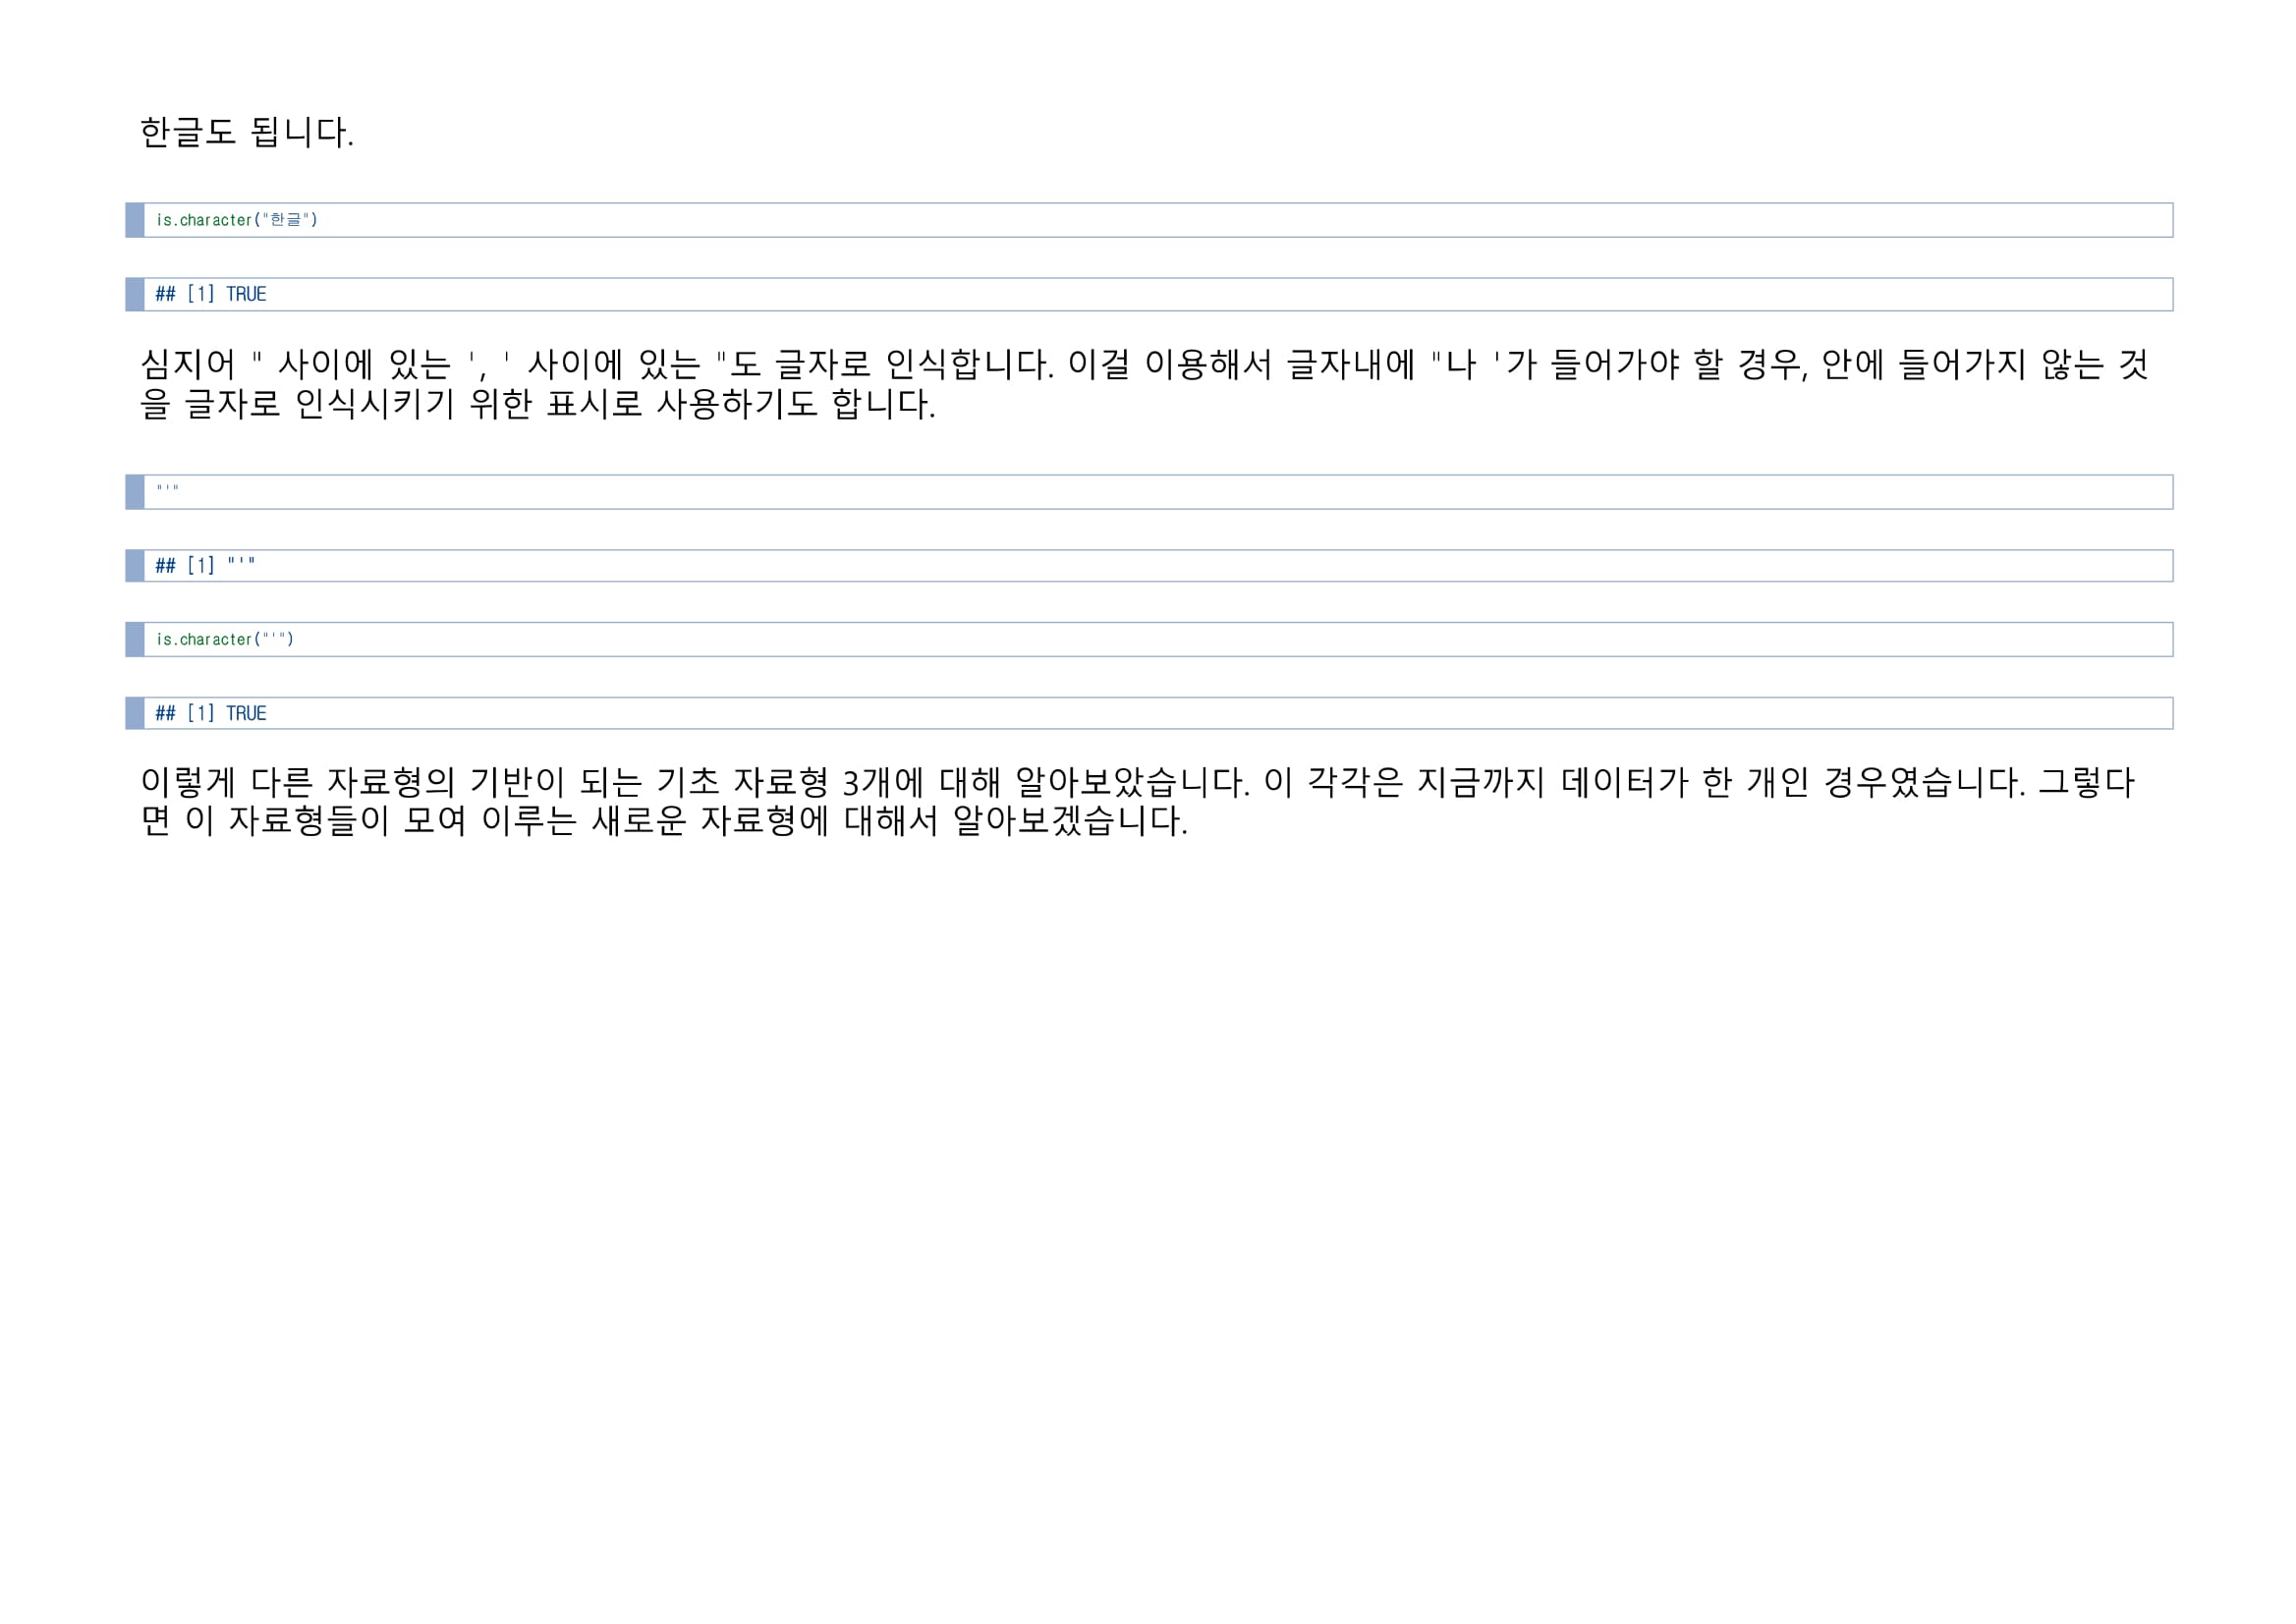 한글도 됩니다.
is.character("한글")
## [1] TRUE
심지어 " 사이에 있는 ', ' 사이에 있는 "도 글자로 인식합니다. 이걸 이용해서 글자내에 "나 '가 들어가야 할 경우, 안에 들어가지 않는 것
을 글자로 인식시키기 위한 표시로 사용하기도 합니다.
"'"
## [1] "'"
is.character("'")
## [1] TRUE
이렇게 다른 자료형의 기반이 되는 기초 자료형 3개에 대해 알아보았습니다. 이 각각은 지금까지 데이터가 한 개인 경우였습니다. 그렇다
면 이 자료형들이 모여 이루는 새로운 자료형에 대해서 알아보겠습니다.